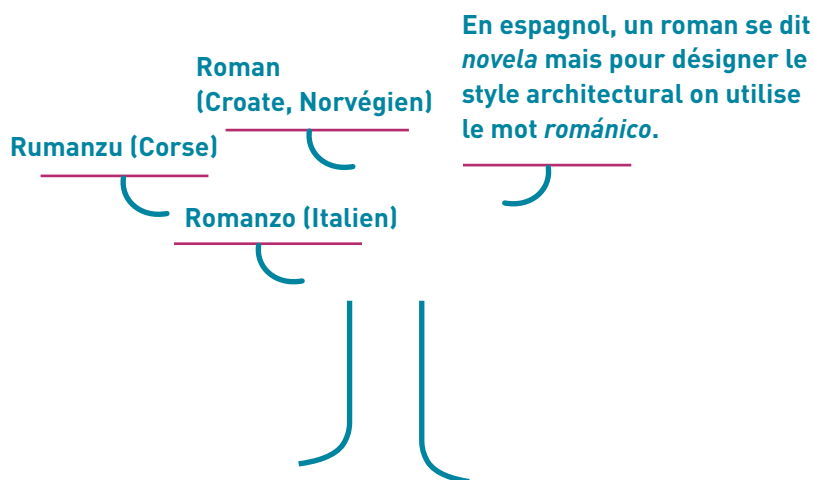 En espagnol, un roman se dit
novela mais pour désigner le
style architectural on utilise
le mot románico.
Roman
(Croate, Norvégien)
Rumanzu (Corse)
Romanzo (Italien)